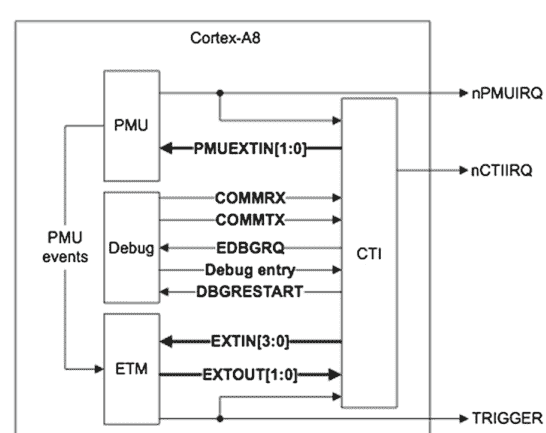 Cortex-A8
nPMUIRQ
PMU
PMUEXTIN[1:0]
nCTIIRQ
COMMRX
COMMTX
PMU
events
Debug
EDBGRQ
CTI
Debug entry
DBGRESTART
EXTIN[3:0]
ETM
EXTOUT[1:0]
TRIGGER